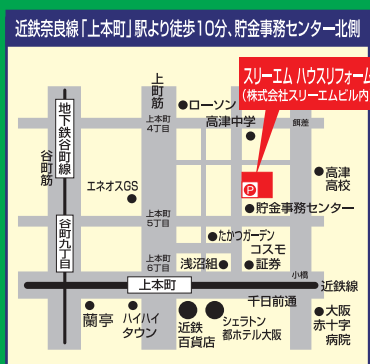 近鉄奈良線「上本町」駅より徒歩10分、貯金事務センター北側
スリーエム ハウスリフォーム
(株式会社スリーエムビル内
上町筋
ローソン
上本町
4丁目
高津中学
餌差
地下鉄谷町線
谷町筋
エネオスGS
高津
高校
P
貯金事務センター
谷町九丁目
上本町
5丁目
たかつガーデン
コスモ
証券
浅沼組
上本町
6丁目
小橋
上本町
近鉄線
千日前通
蘭亭
ハイハイ
タウン
近鉄
百貨店
シェラトン
都ホテル大阪
大阪
赤十字
病院